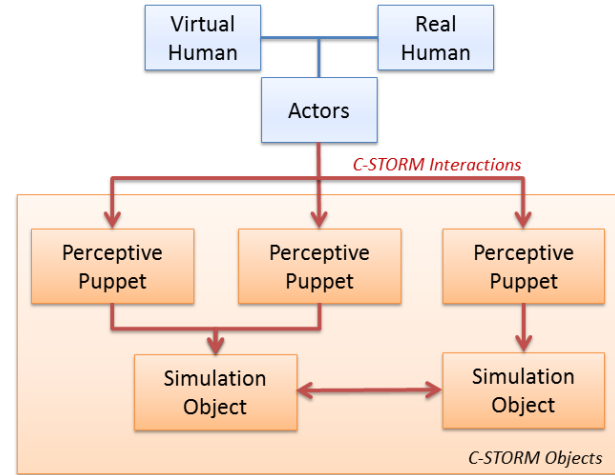 Virtual
Human
Real
Human
Actors
C-STORM Interactions
Perceptive
Puppet
Perceptive
Puppet
Perceptive
Puppet
Simulation
Object
Simulation
Object
C-STORM Objects